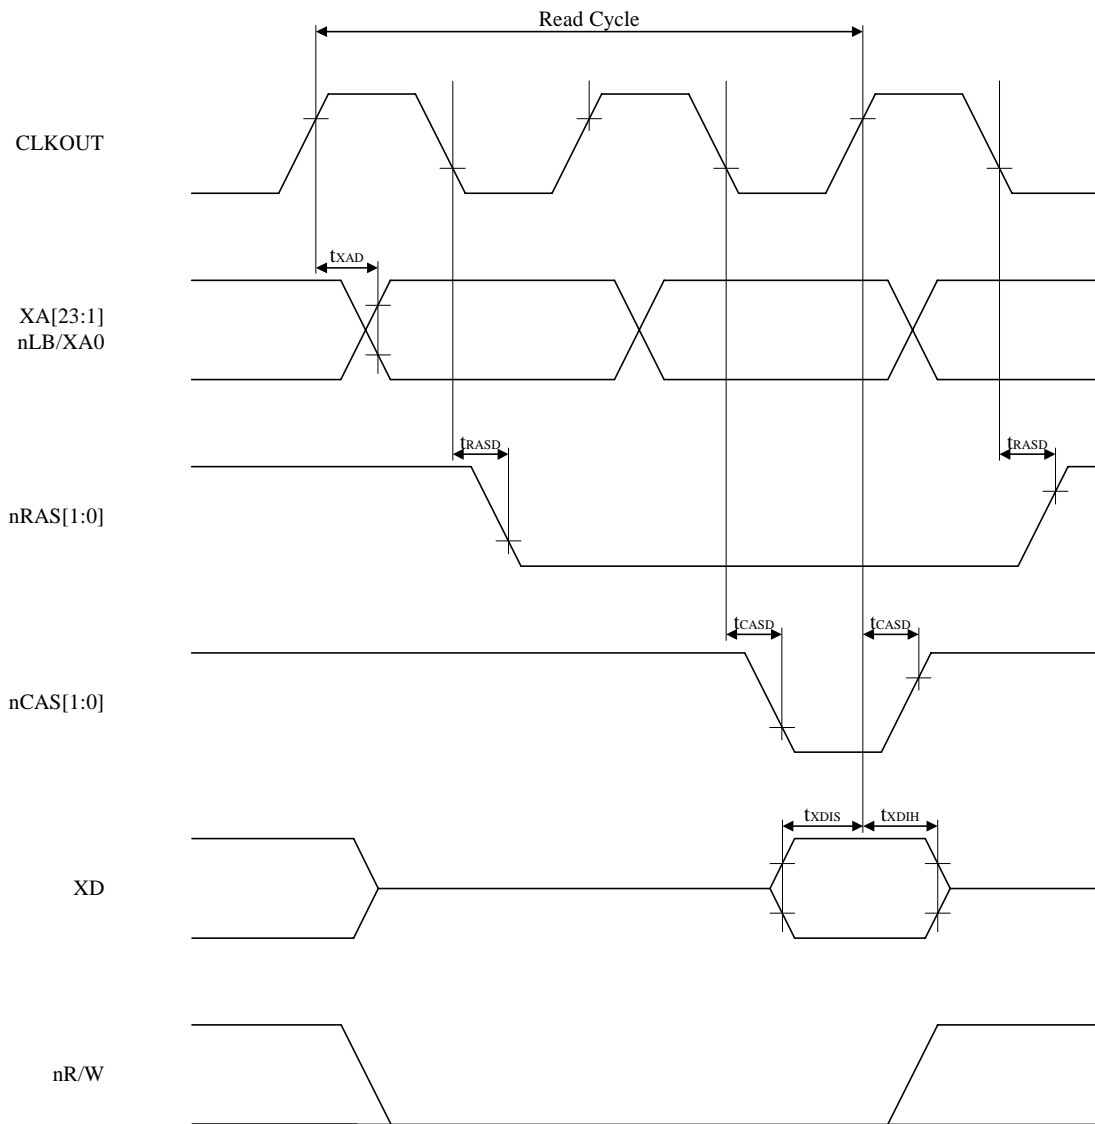 Read Cycle
CLKOUT
tXAD
XA[23:1]
nLB/XA0
tRASD
tRASD
nRAS[1:0]
tCASD
tCASD
nCAS[1:0]
tXDIS
tXDIH
XD
nR/W